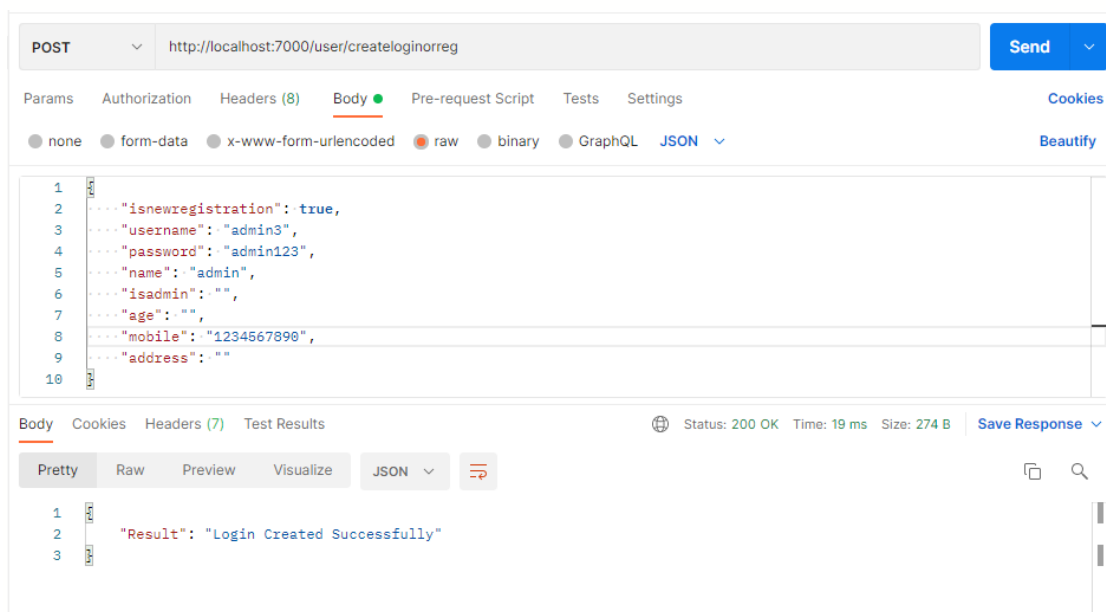 POST http://localhost:7000/user/createloginorreg Send
Params Authorization Headers (8) Body Pre-request Script Tests Settings Cookies
none form-data x-www-form-urlencoded raw binary GraphQL JSON Beautify
1 {
2 "isnewregistration": true,
3 "username": "admin3",
4 "password": "admin123",
5 "name": "admin",
6 "isadmin": "",
7 "age": "",
8 "mobile": "1234567890",
9 "address": ""
10 }
Body Cookies Headers (7) Test Results Status: 200 OK Time: 19 ms Size: 274 B Save Response
Pretty Raw Preview Visualize JSON
1 {
2 "Result": "Login Created Successfully"
3 }